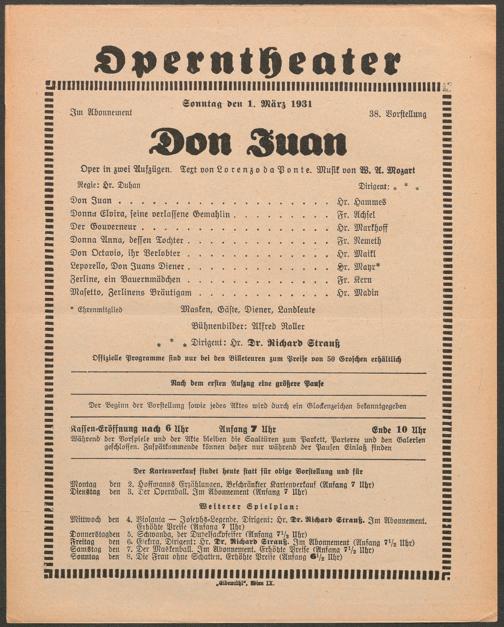 Operntheater
Sonntag den 1. März 1931
Im Abonnement 38. Vorstellung
Don Juan
Oper in zwei Aufzügen. Text von Lorenzo da Ponte. Musik von W. A. Mozart
Regie: Hr. Duhan Dirigent: * * *
Don Juan . . . . . . . . . . . . . . . . Hr. Hammes
Donna Elvira, seine verlassene Gemahlin . . . . . . . . Fr. Achsel
Der Gouverneur . . . . . . . . . . . . . . Hr. Markhoff
Donna Anna, dessen Tochter . . . . . . . . . . . Fr. Nemeth
Don Octavio, ihr Verlobter . . . . . . . . . . . Hr. Maikl
Leporello, Don Juans Diener . . . . . . . . . . . Hr. Mayr*
Zerline, ein Bauernmädchen . . . . . . . . . . . Fr. Kern
Masetto, Zerlinens Bräutigam . . . . . . . . . . Hr. Madin
* Ehrenmitglied Masken, Gäste, Diener, Landleute
Bühnenbilder: Alfred Roller
* * * Dirigent: Hr. Dr. Richard Strauß
Offizielle Programme sind nur bei den Billeteuren zum Preise von 50 Groschen erhältlich
Nach dem ersten Aufzug eine größere Pause
Der Beginn der Vorstellung sowie jedes Aktes wird durch ein Glockenzeichen bekanntgegeben
Kassen-Eröffnung nach 6 Uhr Anfang 7 Uhr Ende 10 Uhr
Während der Vorspiele und der Akte bleiben die Saaltüren zum Parkett, Parterre und den Galerien
geschlossen. Zuspätkommende können daher nur während der Pausen Einlaß finden
Der Kartenverkauf findet heute statt für obige Vorstellung und für
Montag den 2. Hoffmanns Erzählungen. Beschränkter Kartenverkauf (Anfang 7 Uhr)
Dienstag den 3. Der Opernball. Im Abonnement (Anfang 7 Uhr)
Weiterer Spielplan:
Mittwoch den 4. Violanta — Josephs-Legende. Dirigent: Hr. Dr. Richard Strauß. Im Abonnement.
Erhöhte Preise (Anfang 7 Uhr)
Donnerstag den 5. Schwanda, der Dudelsackpfeifer (Anfang 7½ Uhr)
Freitag den 6. Elektra. Dirigent: Hr. Dr. Richard Strauß. Im Abonnement (Anfang 7½ Uhr)
Samstag den 7. Der Maskenball. Im Abonnement. Erhöhte Preise (Anfang 7½ Uhr)
Sonntag den 8. Die Frau ohne Schatten. Erhöhte Preise (Anfang 6½ Uhr)
„Elbemühl“, Wien IX.